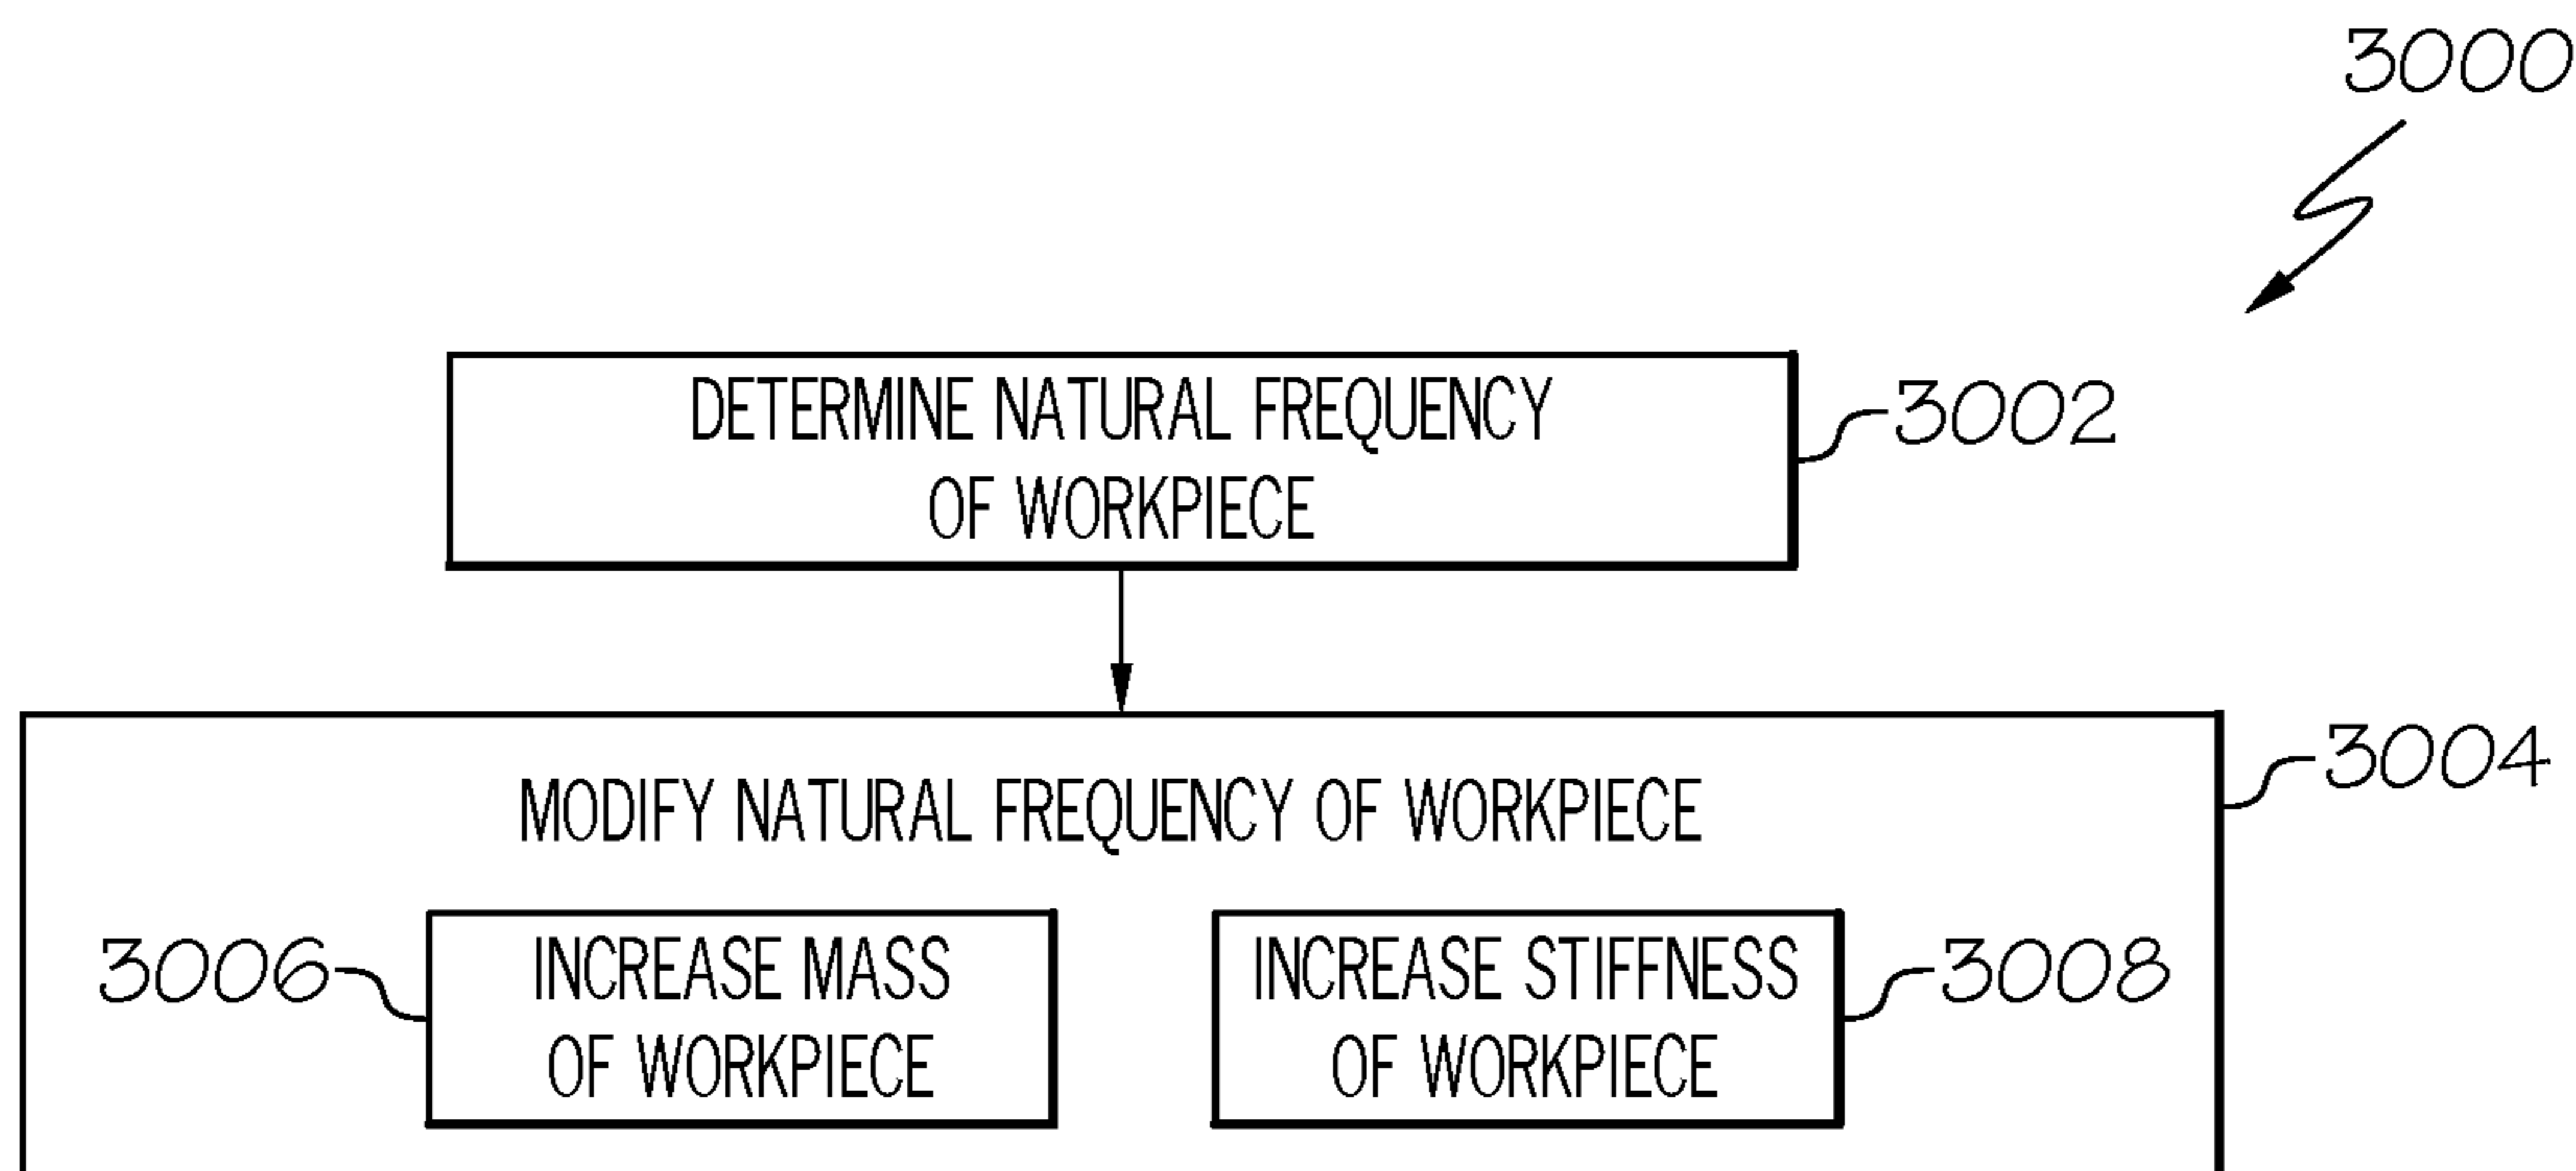 3000
DETERMINE NATURAL FREQUENCY
OF WORKPIECE
3002
MODIFY NATURAL FREQUENCY OF WORKPIECE
3004
3006
INCREASE MASS
OF WORKPIECE
INCREASE STIFFNESS
OF WORKPIECE
3008